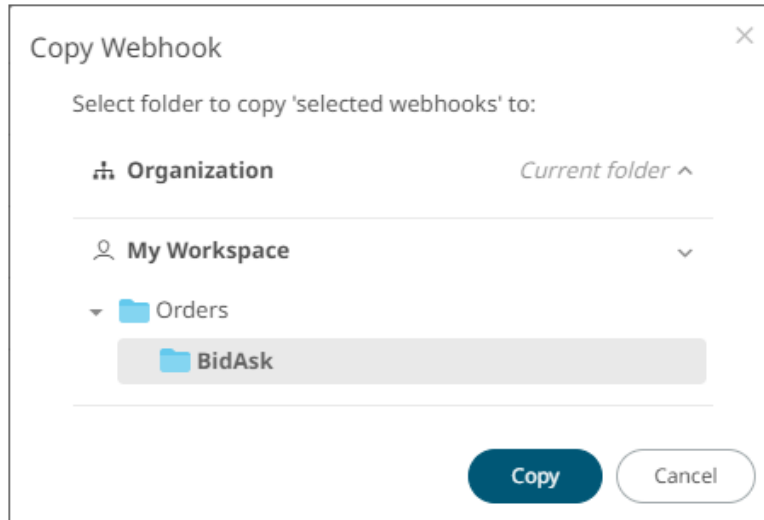 Copy Webhook
Select folder to copy 'selected webhooks' to:
Organization Current folder
My Workspace
Orders
BidAsk
Copy Cancel